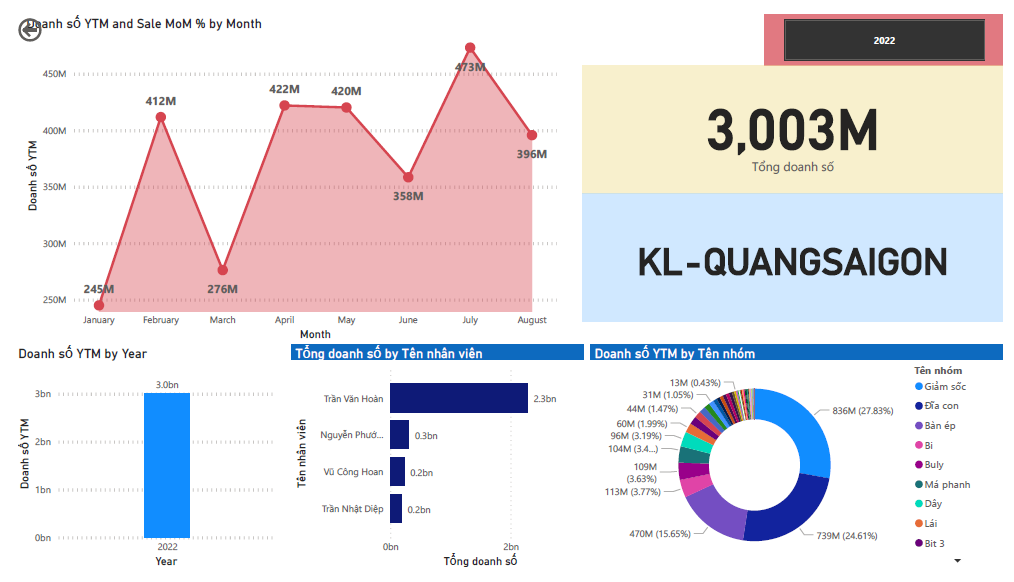 Doanh số YTM and Sale MoM % by Month
Doanh số YTM
450M
400M
350M
300M
250M
245M
412M
276M
422M
420M
358M
473M
396M
January
February
March
April
May
June
July
August
Month
2022
3,003M
Tổng doanh số
KL-QUANGSAIGON
Doanh số YTM by Year
Doanh số YTM
3bn
2bn
1bn
0bn
3.0bn
2022
Year
Tổng doanh số by Tên nhân viên
Tên nhân viên
Trần Văn Hoàn
2.3bn
Nguyễn Phướ...
0.3bn
Vũ Công Hoan
0.2bn
Trần Nhật Diệp
0.2bn
0bn
2bn
Tổng doanh số
Doanh số YTM by Tên nhóm
13M (0.43%)
31M (1.05%)
44M (1.47%)
60M (1.99%)
96M (3.19%)
104M (3.4...)
109M
(3.63%)
113M (3.77%)
470M (15.65%)
739M (24.61%)
836M (27.83%)
Tên nhóm
Giảm sốc
Đĩa con
Bàn ép
Bi
Buly
Má phanh
Dây
Lái
Bit 3